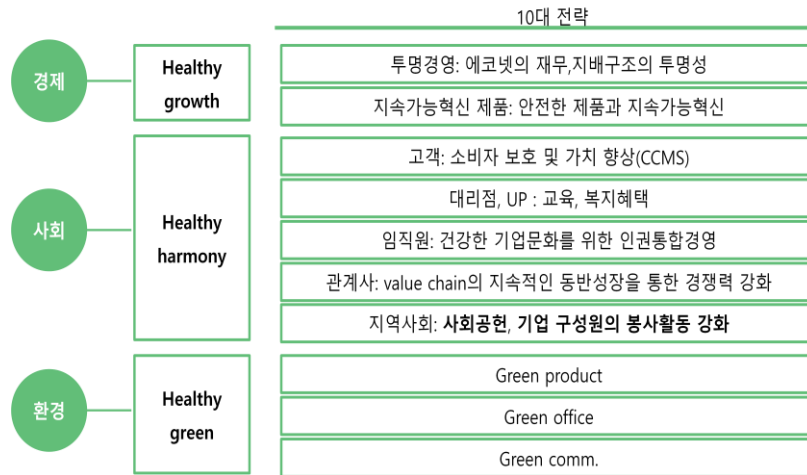 10대 전략
경제
Healthy
growth
투명경영: 에코넷의 재무,지배구조의 투명성
지속가능혁신 제품: 안전한 제품과 지속가능혁신
사회
Healthy
harmony
고객: 소비자 보호 및 가치 향상(CCMS)
대리점, UP : 교육, 복지혜택
임직원: 건강한 기업문화를 위한 인권통합경영
관계사: value chain의 지속적인 동반성장을 통한 경쟁력 강화
지역사회: 사회공헌, 기업 구성원의 봉사활동 강화
환경
Healthy
green
Green product
Green office
Green comm.